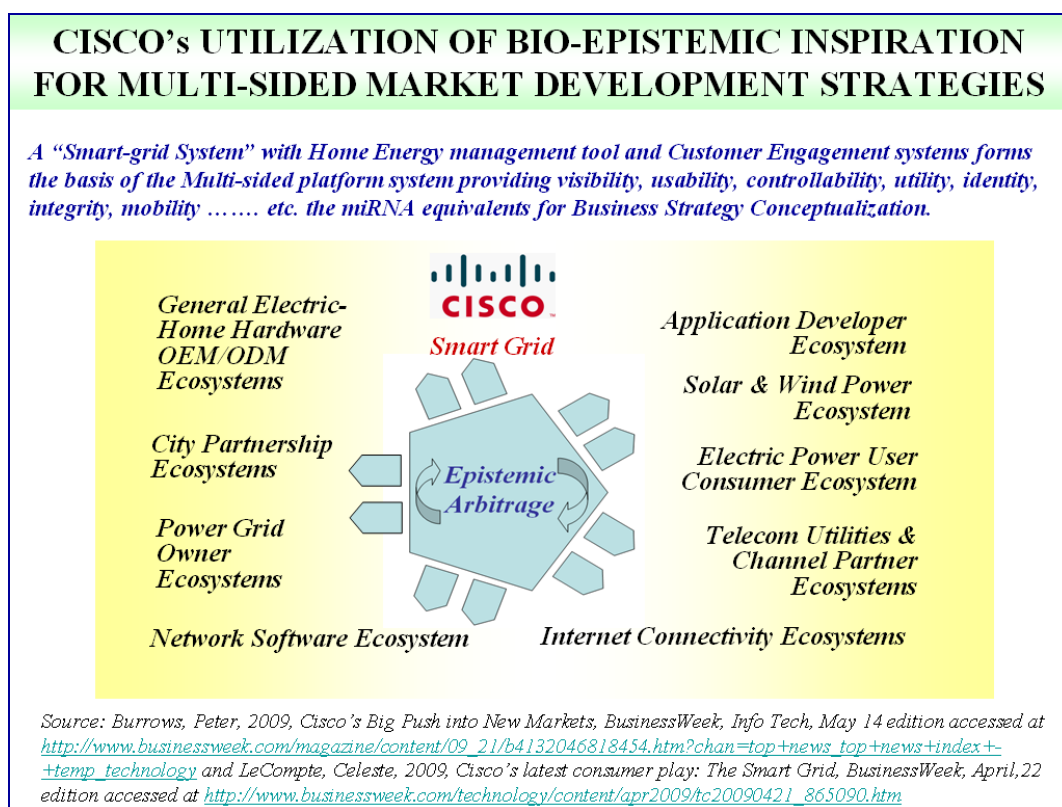 CISCO's UTILIZATION OF BIO-EPISTEMIC INSPIRATION
FOR MULTI-SIDED MARKET DEVELOPMENT STRATEGIES
A “Smart-grid System” with Home Energy management tool and Customer Engagement systems forms
the basis of the Multi-sided platform system providing visibility, usability, controllability, utility, identity,
integrity, mobility ……. etc. the miRNA equivalents for Business Strategy Conceptualization.
CISCO
Smart Grid
General Electric-
Home Hardware
OEM/ODM
Ecosystems
City Partnership
Ecosystems
Power Grid
Owner
Ecosystems
Network Software Ecosystem
Epistemic
Arbitrage
Application Developer
Ecosystem
Solar & Wind Power
Ecosystem
Electric Power User
Consumer Ecosystem
Telecom Utilities &
Channel Partner
Ecosystems
Internet Connectivity Ecosystems
Source: Burrows, Peter, 2009, Cisco's Big Push into New Markets, BusinessWeek, Info Tech, May 14 edition accessed at
http://www.businessweek.com/magazine/content/09_21/b4132046818454.htm?chan=top+news_top+news+index+-
+temp_technology and LeCompte, Celeste, 2009, Cisco's latest consumer play: The Smart Grid, BusinessWeek, April,22
edition accessed at http://www.businessweek.com/technology/content/apr2009/tc20090421_865090.htm